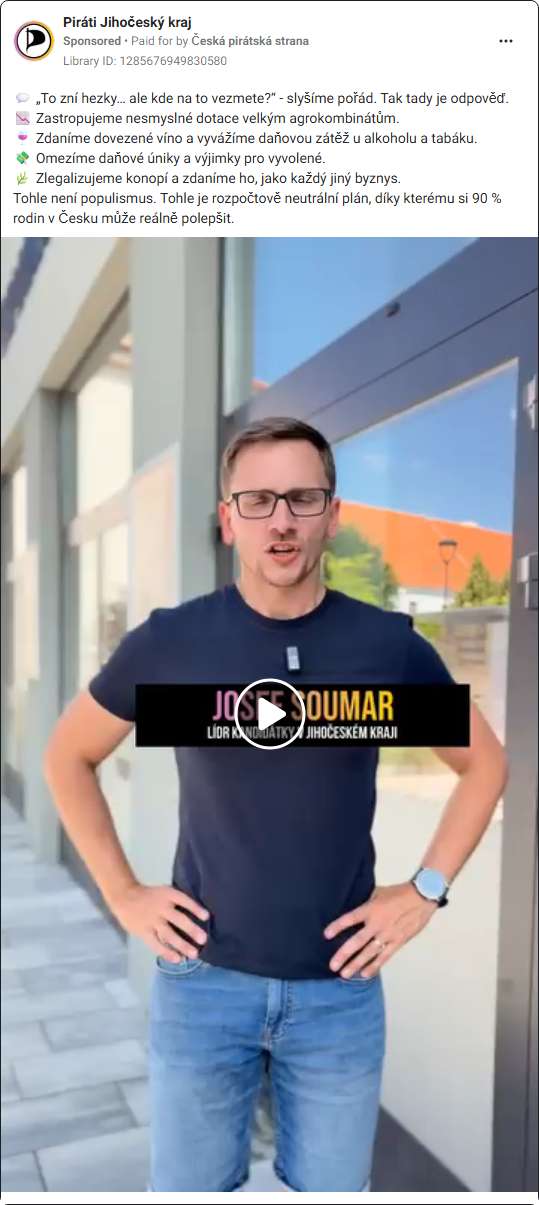 Piráti Jihočeský kraj
Sponsored • Paid for by Česká pirátská strana
Library ID: 1285676949830580
💬 „To zní hezky… ale kde na to vezmete?“ - slyšíme pořád. Tak tady je odpověď.
📉 Zastropujeme nesmyslné dotace velkým agrokombinátům.
🍷 Zdaníme dovezené víno a vyvážíme daňovou zátěž u alkoholu a tabáku.
💸 Omezíme daňové úniky a výjimky pro vyvolené.
🌿 Zlegalizujeme konopí a zdaníme ho, jako každý jiný byznys.
Tohle není populismus. Tohle je rozpočtově neutrální plán, díky kterému si 90 %
rodin v Česku může reálně polepšit.
JOSEF SOUMAR
LÍDR KANDIDÁTKY V JIHOČESKÉM KRAJI